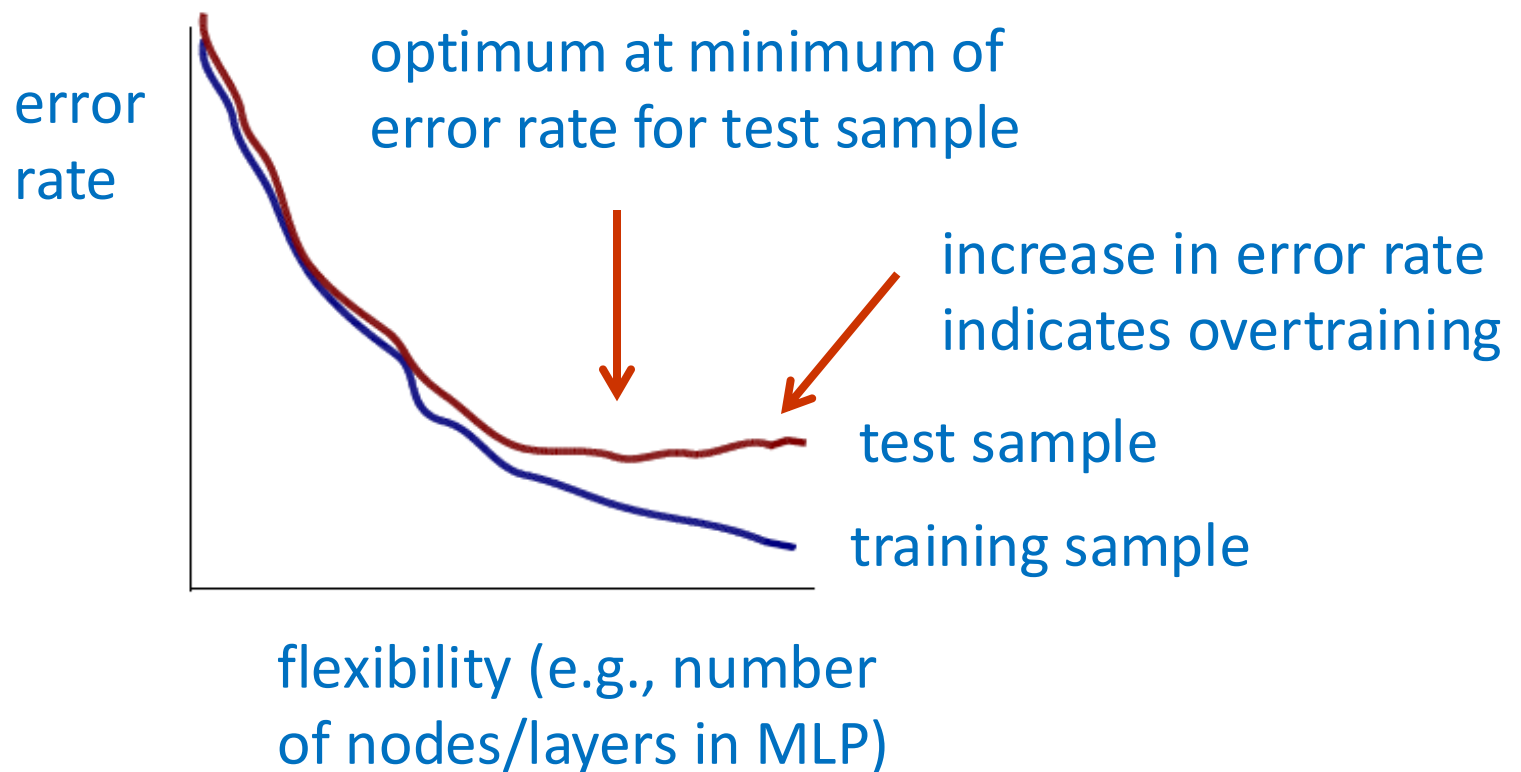 error
rate
optimum at minimum of
error rate for test sample
increase in error rate
indicates overtraining
test sample
training sample
flexibility (e.g., number
of nodes/layers in MLP)